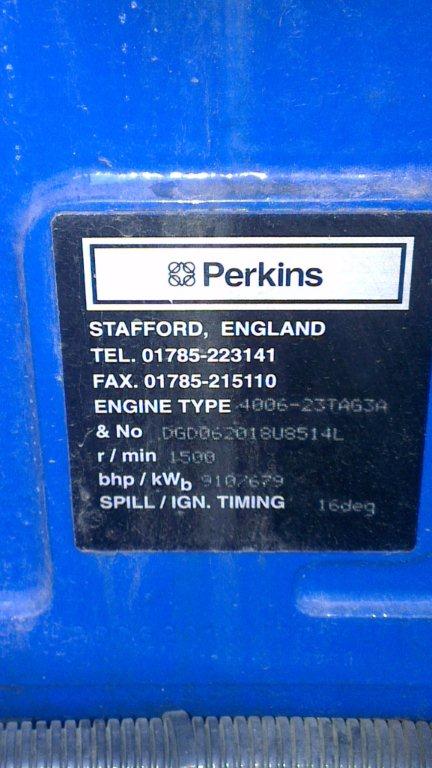 Perkins
STAFFORD, ENGLAND
TEL. 01785-223141
FAX. 01785-215110
ENGINE TYPE 4006-23TAG3A
& No DGD062018U8514L
r/min 1500
bhp/kWb 910/679
SPILL/IGN. TIMING 16deg